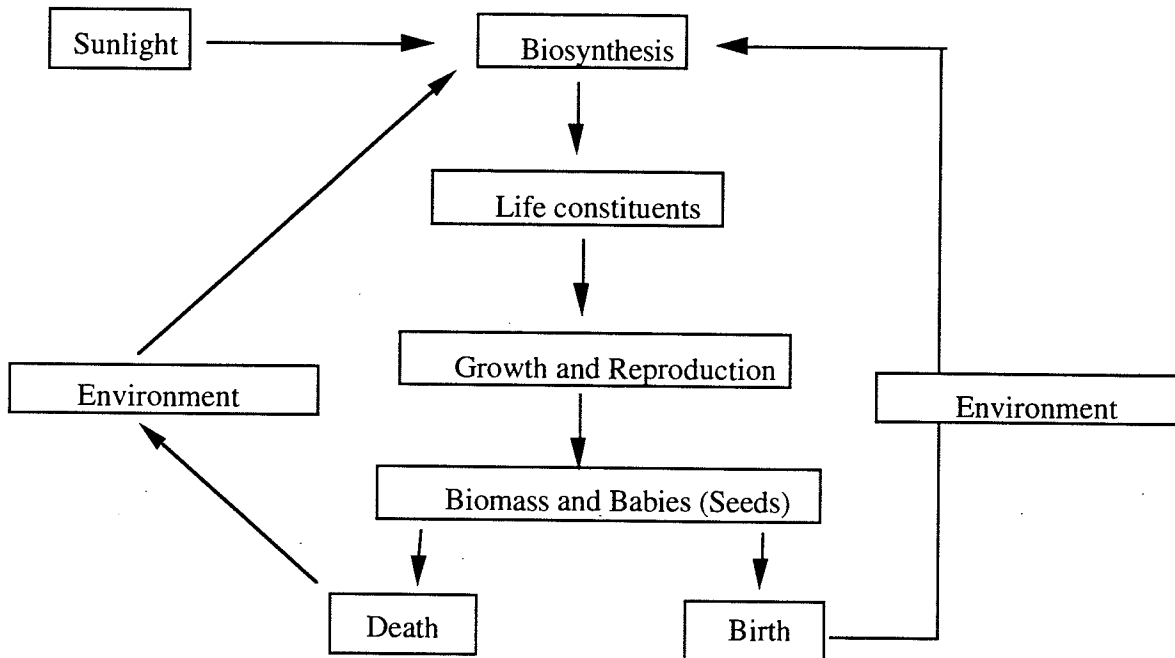 Sunlight
Biosynthesis
Life constituents
Growth and Reproduction
Environment
Environment
Biomass and Babies (Seeds)
Death
Birth